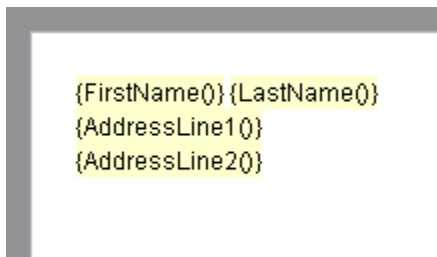 {FirstName()} {LastName()}
{AddressLine1()}
{AddressLine2()}